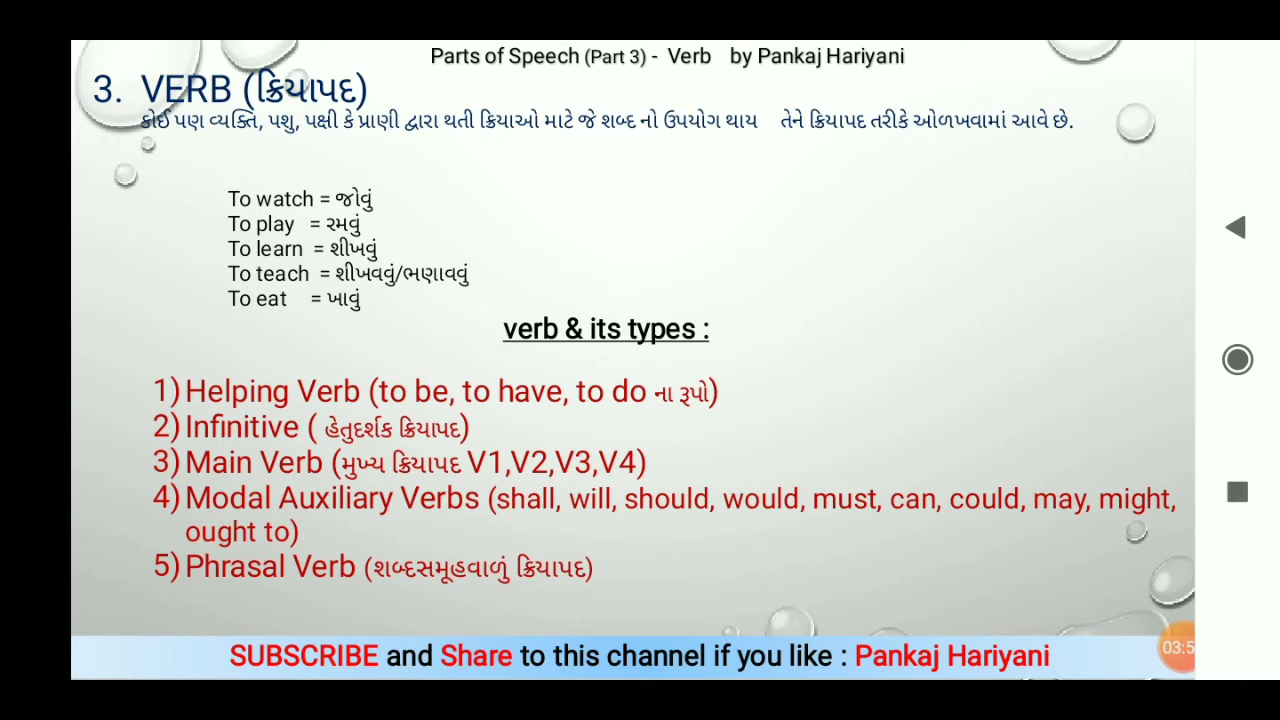 Parts of Speech (Part 3) - Verb by Pankaj Hariyani
3. VERB (ક્રિયાપદ)
કોઈ પણ વ્યક્તિ, પશુ, પક્ષી કે પ્રાણી દ્વારા થતી ક્રિયાઓ માટે જે શબ્દ નો ઉપયોગ થાય તેને ક્રિયાપદ તરીકે ઓળખવામાં આવે છે.
To watch = જોવું
To play = રમવું
To learn = શીખવું
To teach = શીખવવું/ભણાવવું
To eat = ખાવું
verb & its types :
1) Helping Verb (to be, to have, to do ના રૂપો)
2) Infinitive ( હેતુદર્શક ક્રિયાપદ)
3) Main Verb (મુખ્ય ક્રિયાપદ V1,V2,V3,V4)
4) Modal Auxiliary Verbs (shall, will, should, would, must, can, could, may, might,
ought to)
5) Phrasal Verb (શબ્દસમૂહવાળું ક્રિયાપદ)
SUBSCRIBE and Share to this channel if you like : Pankaj Hariyani